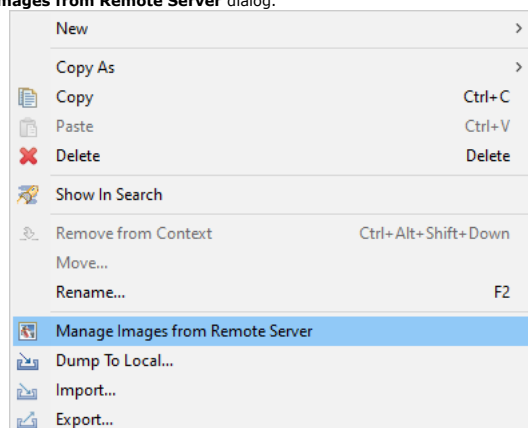 mages from Remote Server dialog.
New
Copy As
Copy Ctrl+C
Paste Ctrl+V
Delete Delete
Show In Search
Remove from Context Ctrl+Alt+Shift+Down
Move...
Rename... F2
Manage Images from Remote Server
Dump To Local...
Import...
Export...